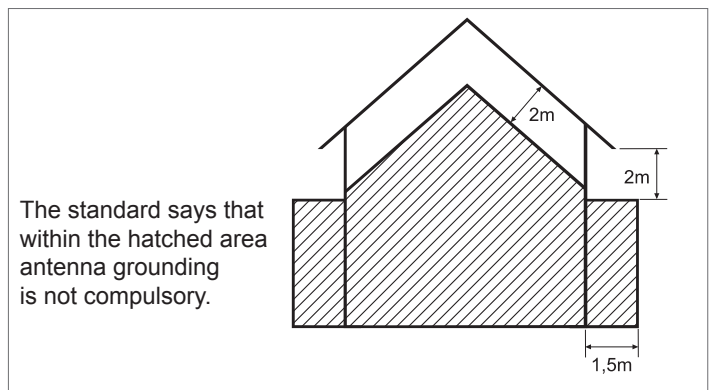 2m
2m
The standard says that
within the hatched area
antenna grounding
is not compulsory.
1,5m